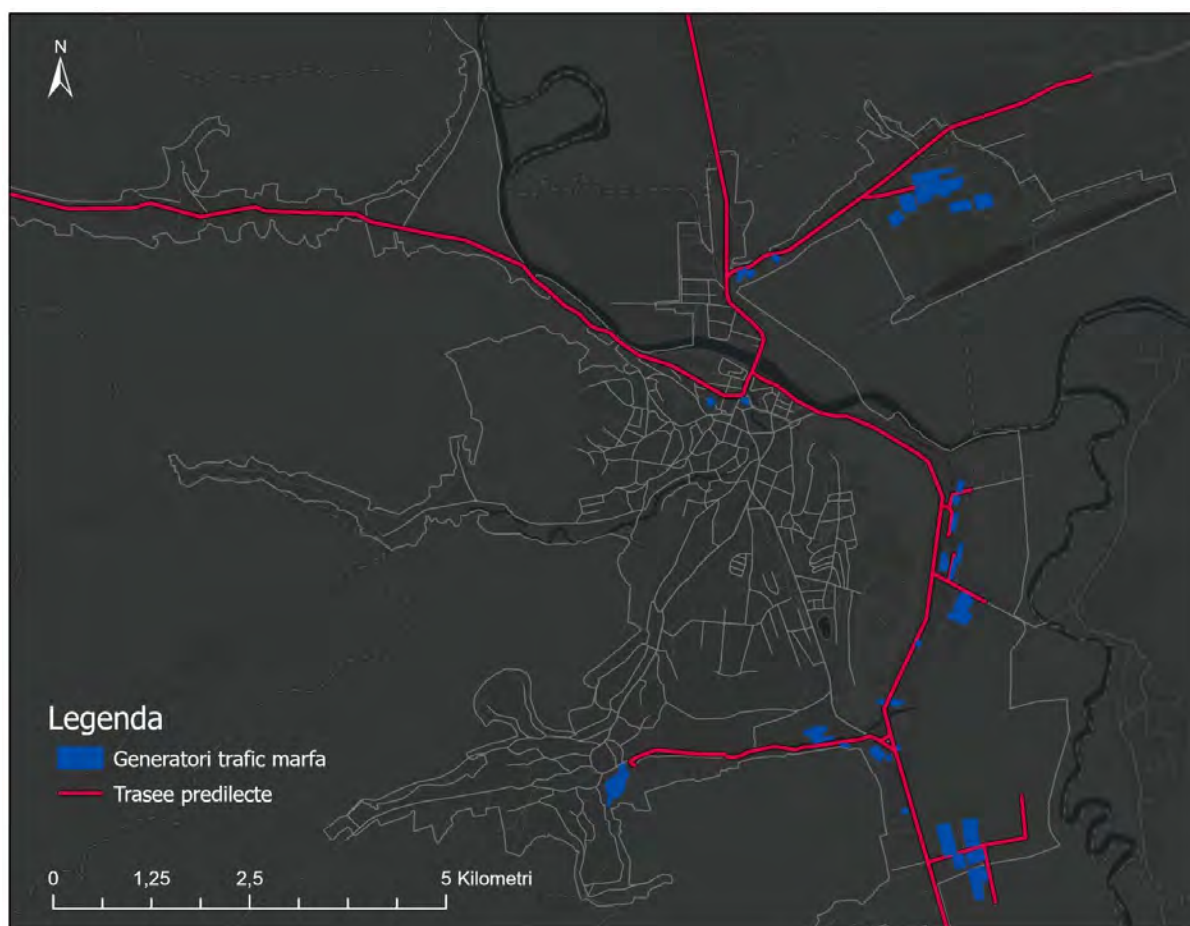 N
Legenda
Generatori trafic marfa
Trasee predilecte
0 1,25 2,5 5 Kilometri